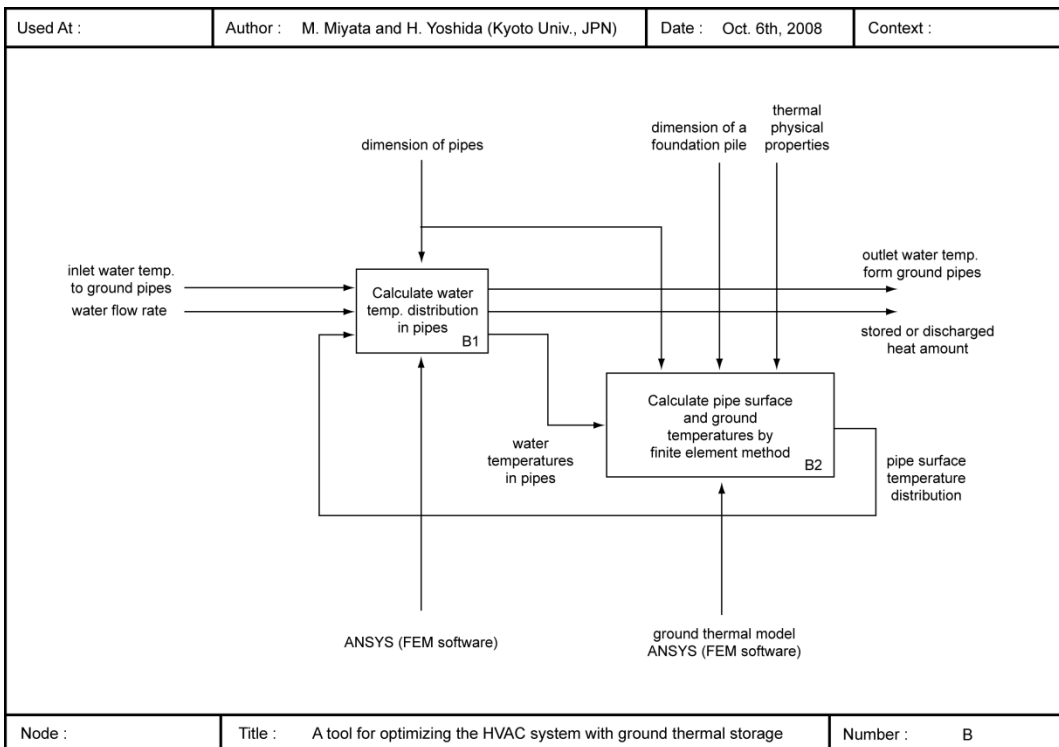 Used At :
Author : M. Miyata and H. Yoshida (Kyoto Univ., JPN)
Date : Oct. 6th, 2008
Context :
dimension of pipes
dimension of a
foundation pile
thermal
physical
properties
inlet water temp.
to ground pipes
water flow rate
Calculate water
temp. distribution
in pipes
B1
outlet water temp.
form ground pipes
stored or discharged
heat amount
Calculate pipe surface
and ground
temperatures by
finite element method
B2
water
temperatures
in pipes
pipe surface
temperature
distribution
ANSYS (FEM software)
ground thermal model
ANSYS (FEM software)
Node :
Title : A tool for optimizing the HVAC system with ground thermal storage
Number : B